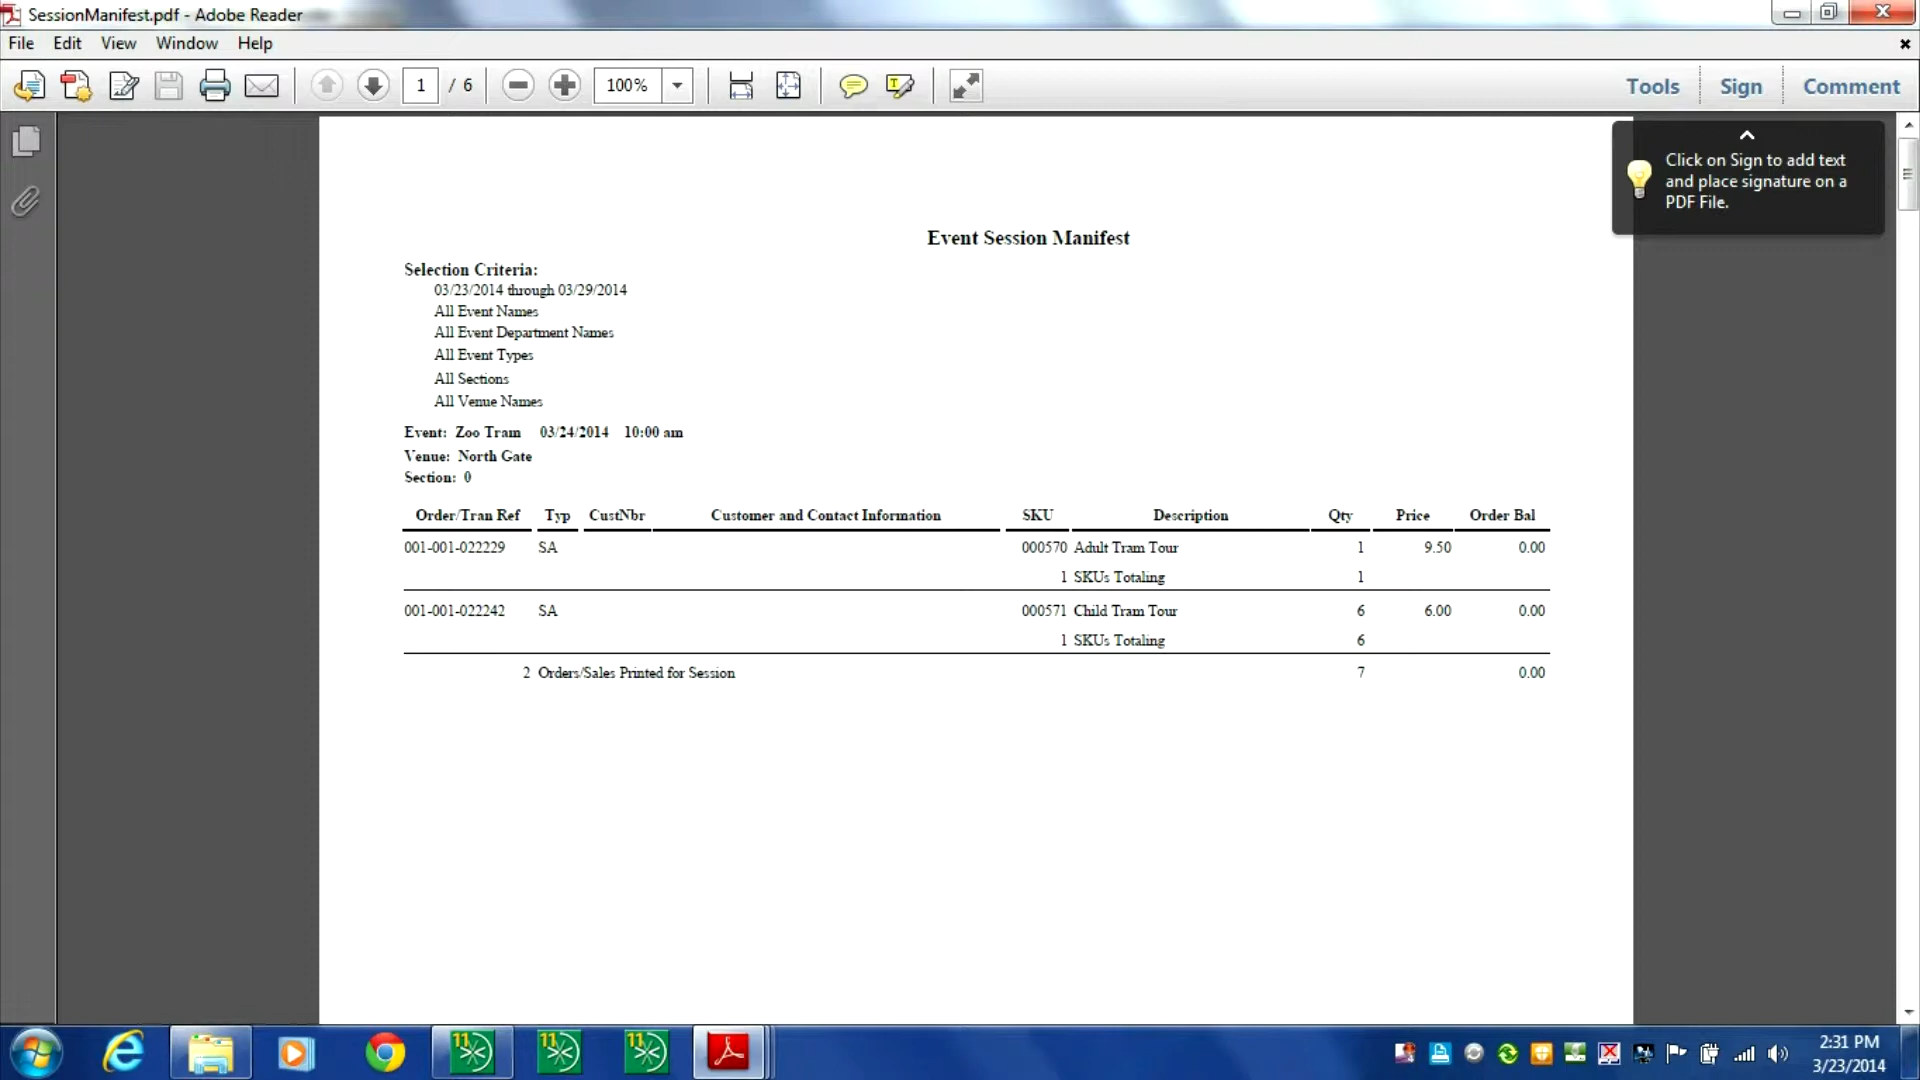 SessionManifest.pdf - Adobe Reader
File Edit View Window Help
1 / 6 100% Tools Sign Comment
Click on Sign to add text
and place signature on a
PDF File.
Event Session Manifest
Selection Criteria:
03/23/2014 through 03/29/2014
All Event Names
All Event Department Names
All Event Types
All Sections
All Venue Names
Event: Zoo Tram 03/24/2014 10:00 am
Venue: North Gate
Section: 0
Order/Tran Ref Typ CustNbr Customer and Contact Information SKU Description Qty Price Order Bal
001-001-022229 SA 000570 Adult Tram Tour 1 9.50 0.00
1 SKUs Totaling 1
001-001-022242 SA 000571 Child Tram Tour 6 6.00 0.00
1 SKUs Totaling 6
2 Orders/Sales Printed for Session 7 0.00
11 11 11
2:31 PM
3/23/2014